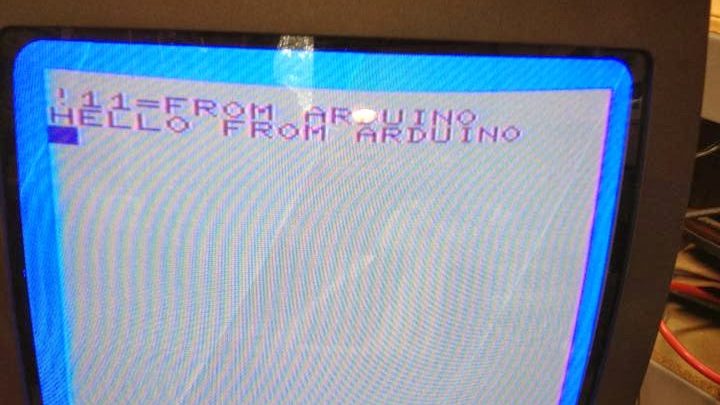 !11=FROM ARDUINO
HELLO FROM ARDUINO